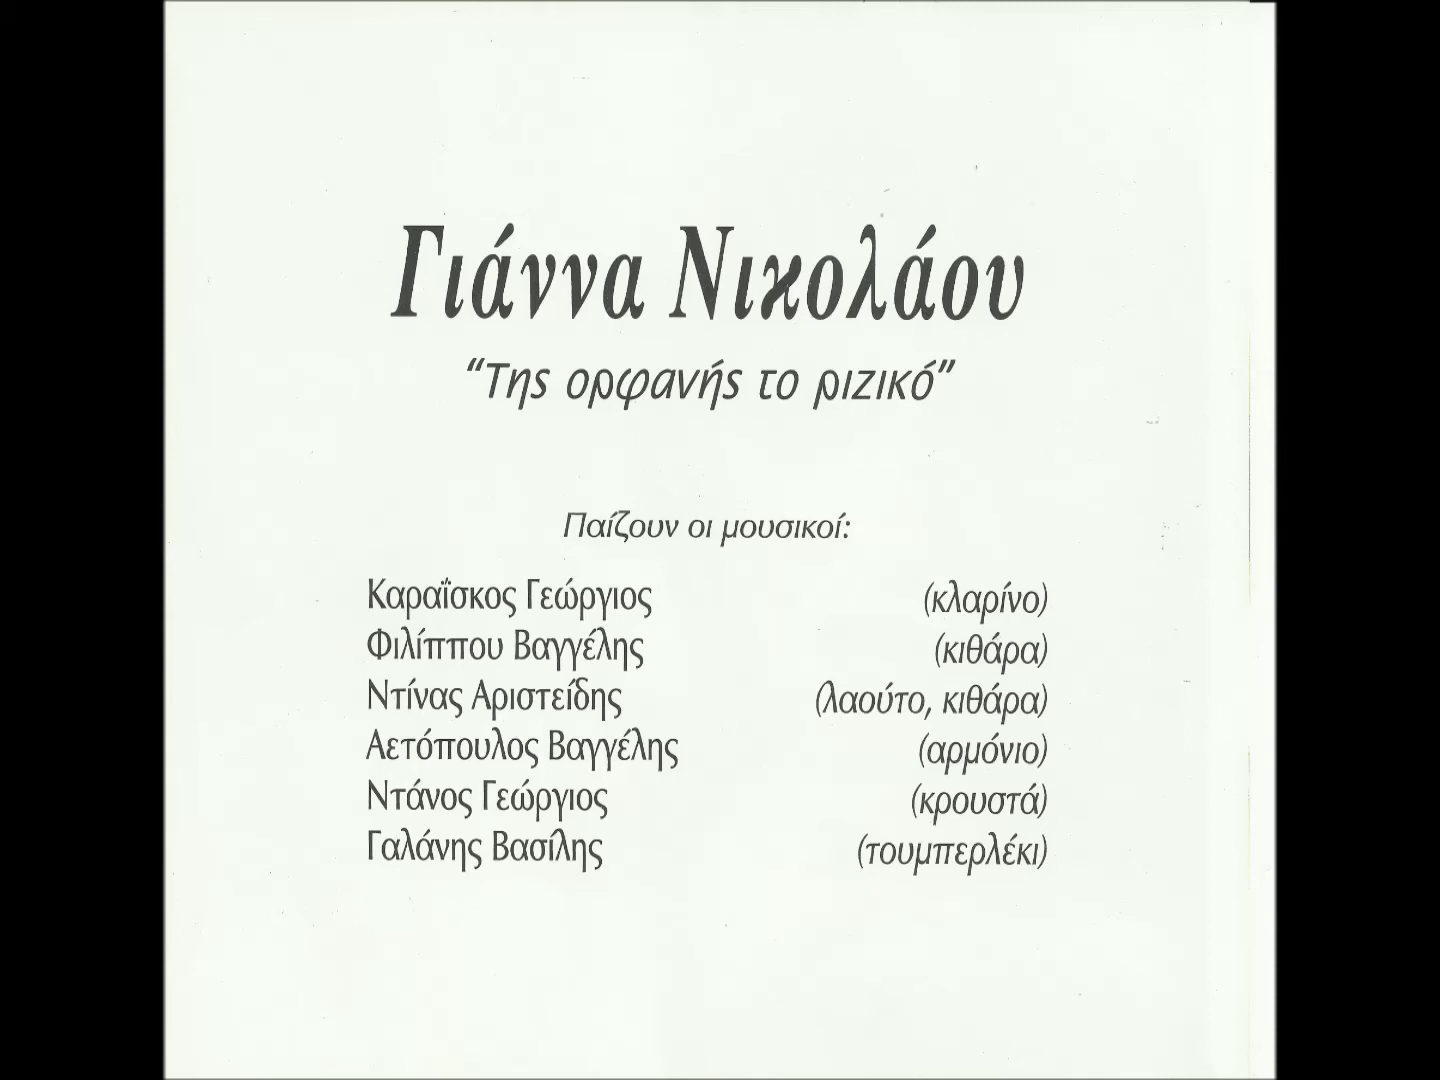 Γιάννα Νικολάου
“Της ορφανής το ριζικό”
Παίζουν οι μουσικοί:
Καραΐσκος Γεώργιος (κλαρίνο)
Φιλίππου Βαγγέλης (κιθάρα)
Ντίνας Αριστείδης (λαούτο, κιθάρα)
Αετόπουλος Βαγγέλης (αρμόνιο)
Ντάνος Γεώργιος (κρουστά)
Γαλάνης Βασίλης (τουμπερλέκι)